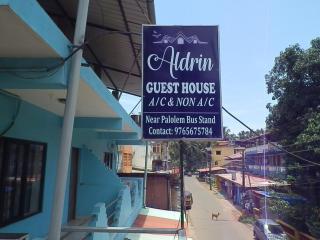 Aldrin
GUEST HOUSE
A/C & NON A/C
Near Palolem Bus Stand
Contact: 9765675784